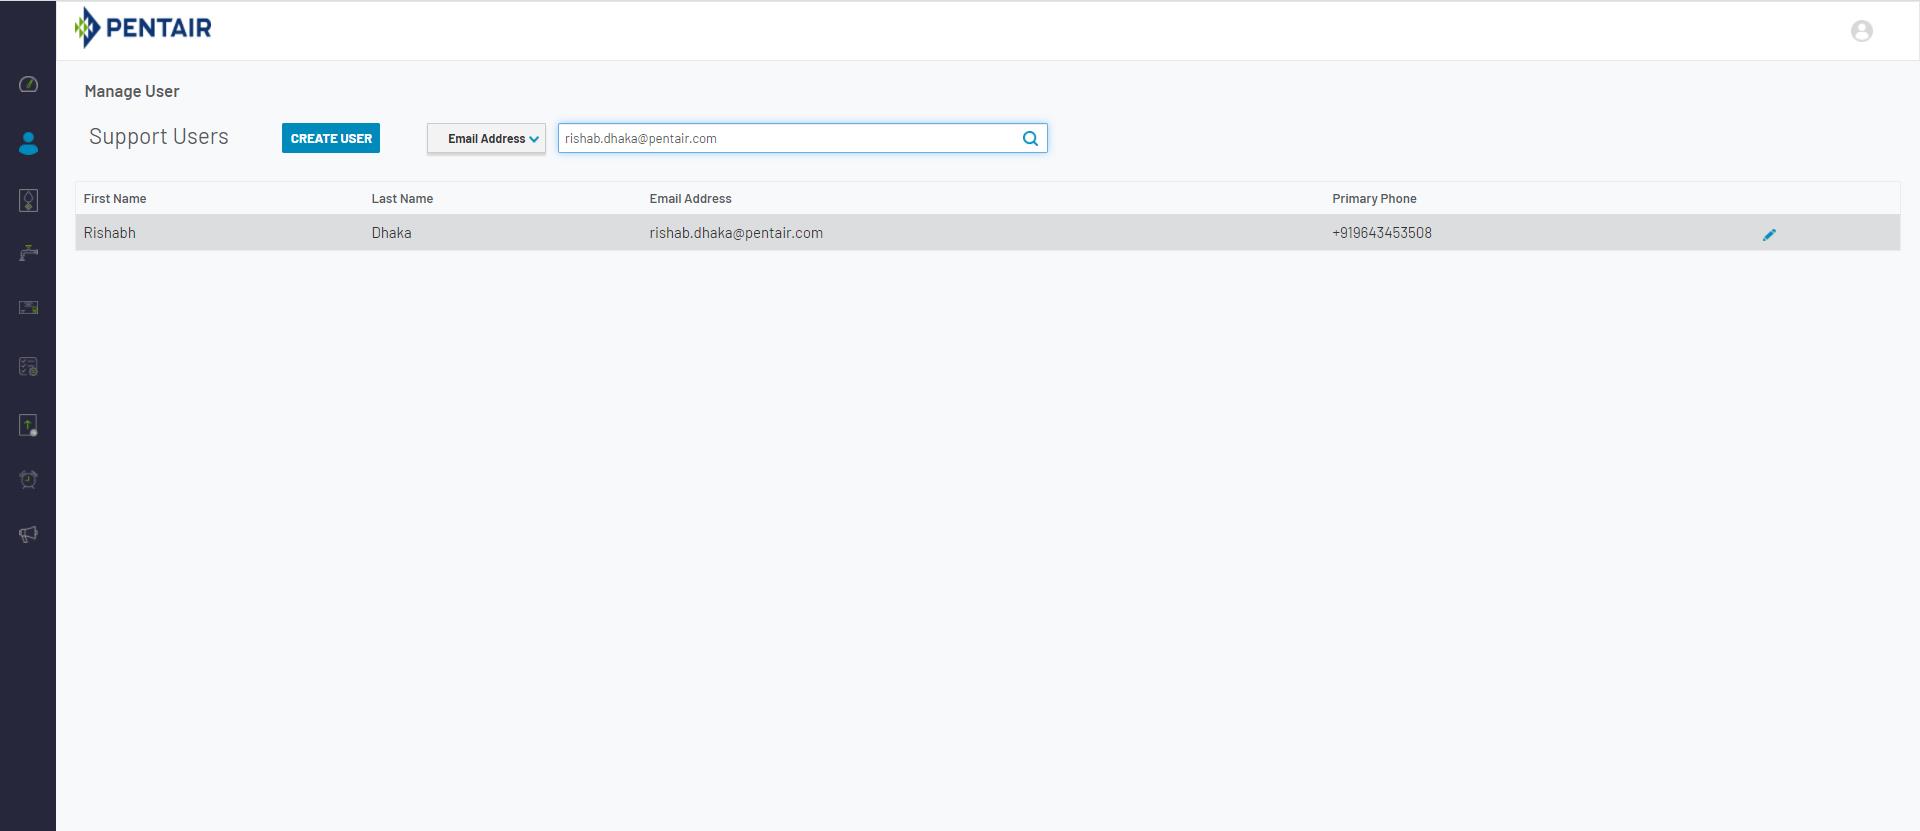 PENTAIR
Manage User
Support Users CREATE USER Email Address rishab.dhaka@pentair.com
First Name Last Name Email Address Primary Phone
Rishabh Dhaka rishab.dhaka@pentair.com +919643453508